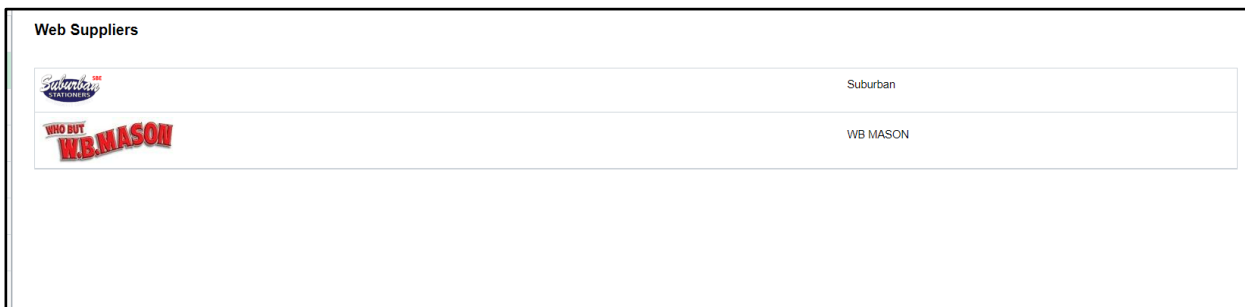 Web Suppliers
SBE
Suburban
STATIONERS
Suburban
WHO BUT
W.B.MASON
WB MASON